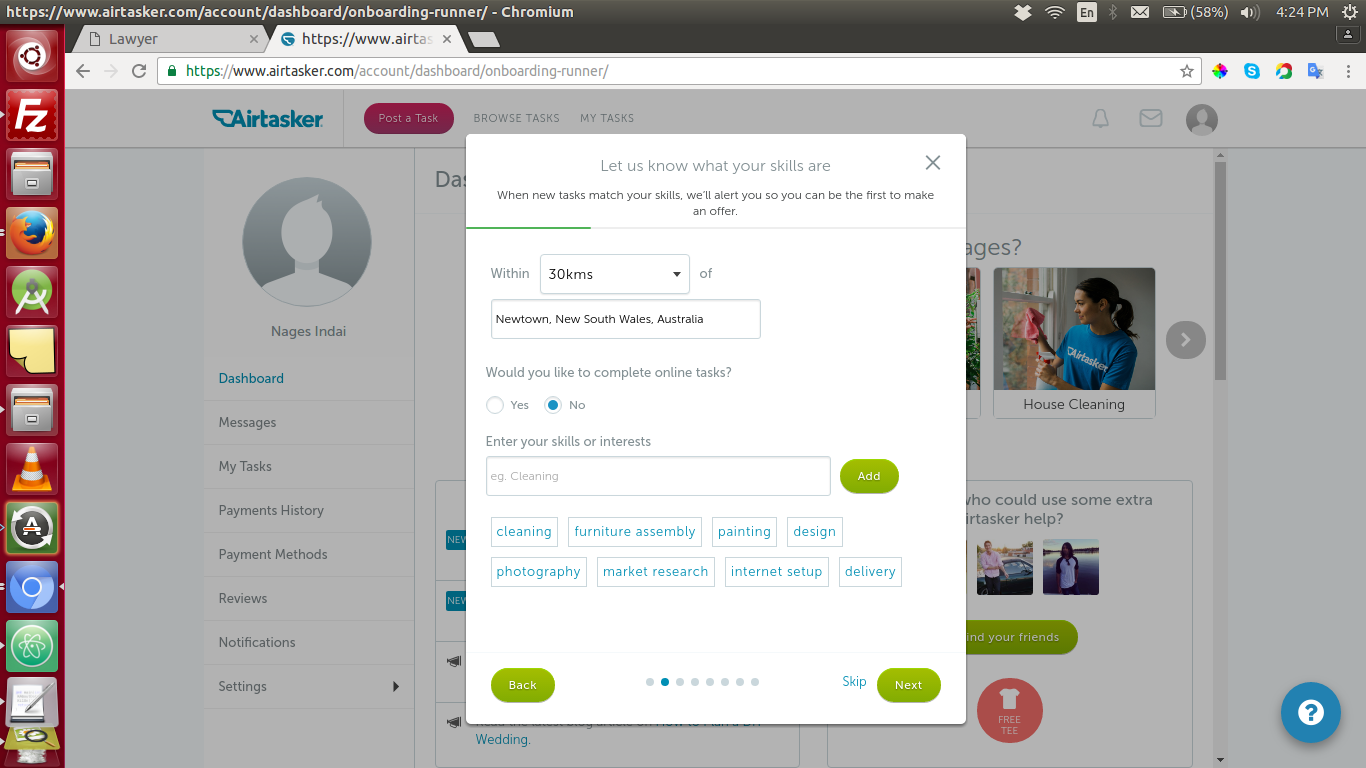 https://www.airtasker.com/account/dashboard/onboarding-runner/ - Chromium
En
(58%)
4:24 PM
Lawyer
https://www.airtas
https://www.airtasker.com/account/dashboard/onboarding-runner/
Airtasker
Post a Task
BROWSE TASKS
MY TASKS
Nages Indai
Dashboard
Messages
My Tasks
Payments History
Payment Methods
Reviews
Notifications
Settings
Let us know what your skills are
When new tasks match your skills, we'll alert you so you can be the first to make
an offer.
Within
30kms
of
Newtown, New South Wales, Australia
Would you like to complete online tasks?
Yes
No
Enter your skills or interests
eg. Cleaning
Add
cleaning
furniture assembly
painting
design
photography
market research
internet setup
delivery
Back
Skip
Next
Da
ages?
Airtasker
House Cleaning
NEW
NEW
who could use some extra
irtasker help?
ind your friends
FREE
TEE
Wedding.
?
Fz